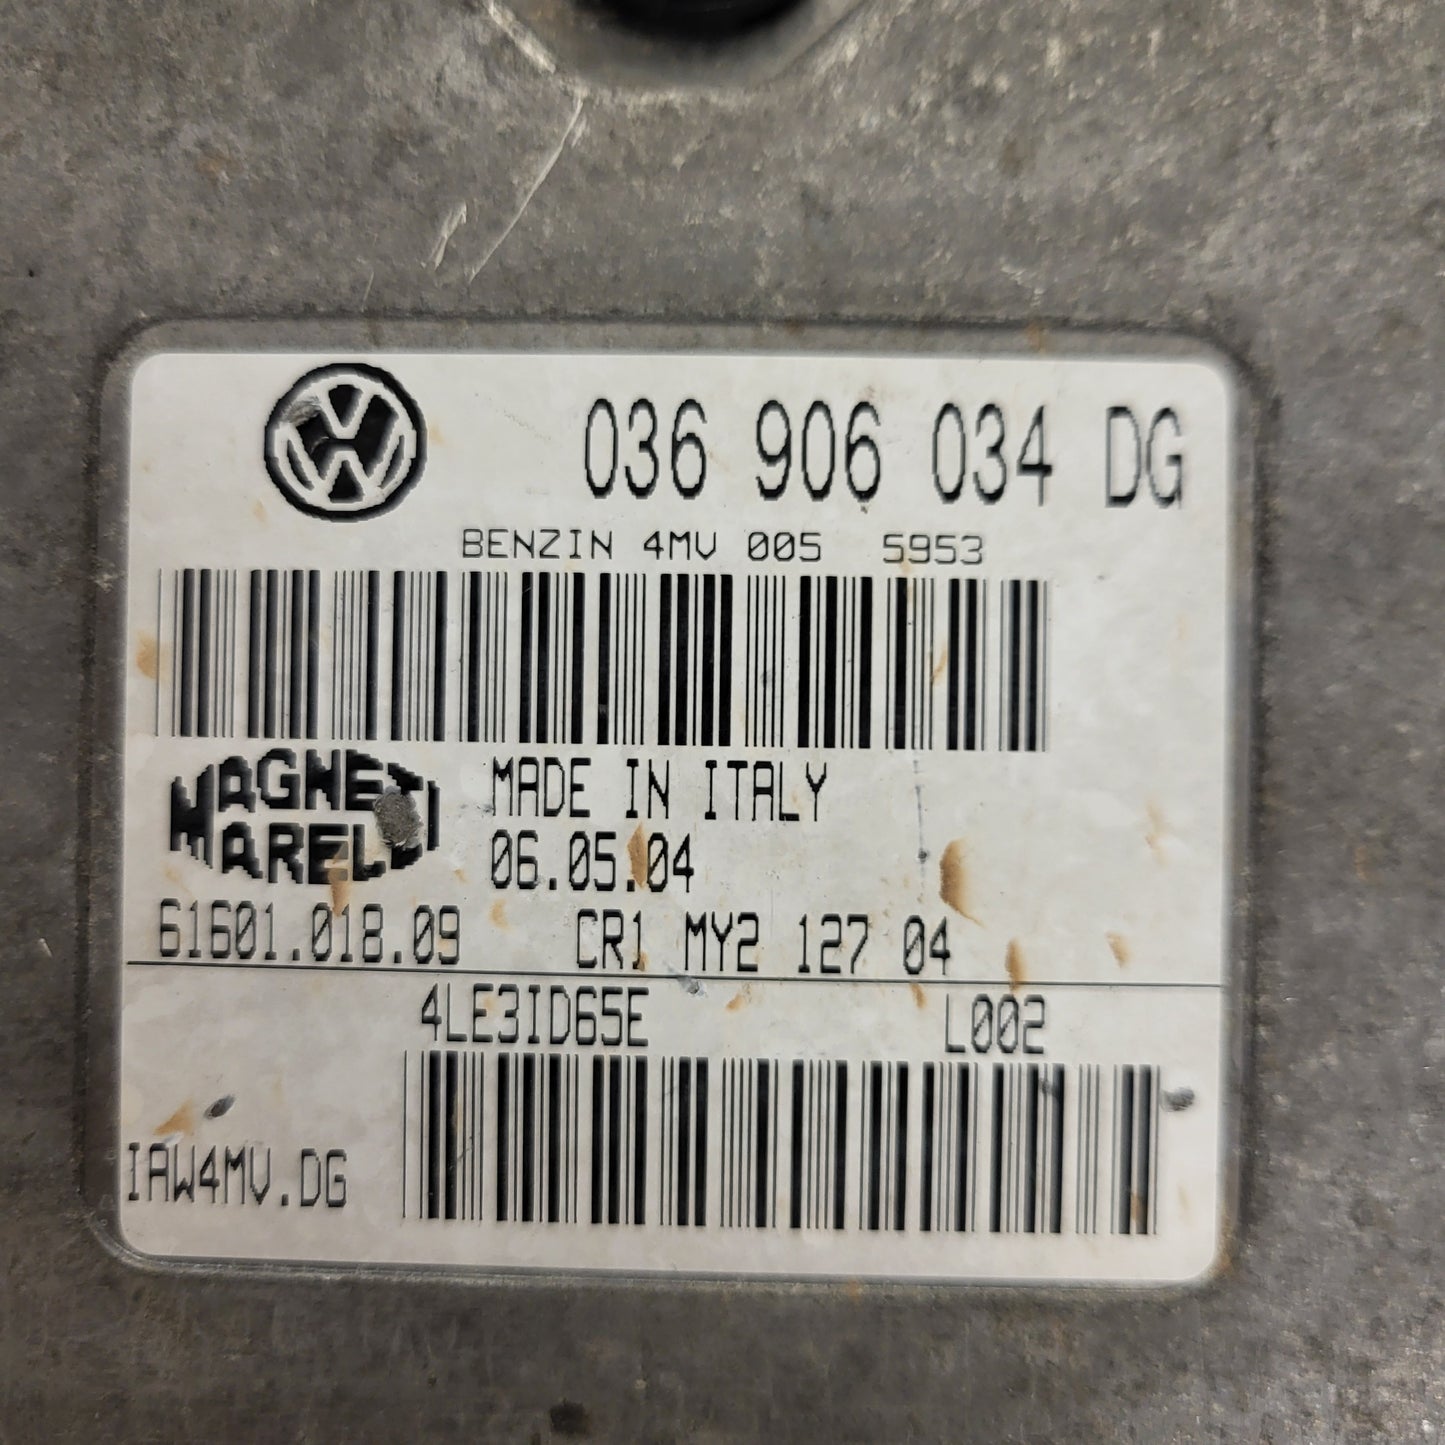 036 906 034 DG
BENZIN 4MV 005 5953
MAGNETI
MARELLI
MADE IN ITALY
06.05.04
61601.018.09 CR1 MY2 127 04
4LE3ID65E L002
IAW4MV.DG